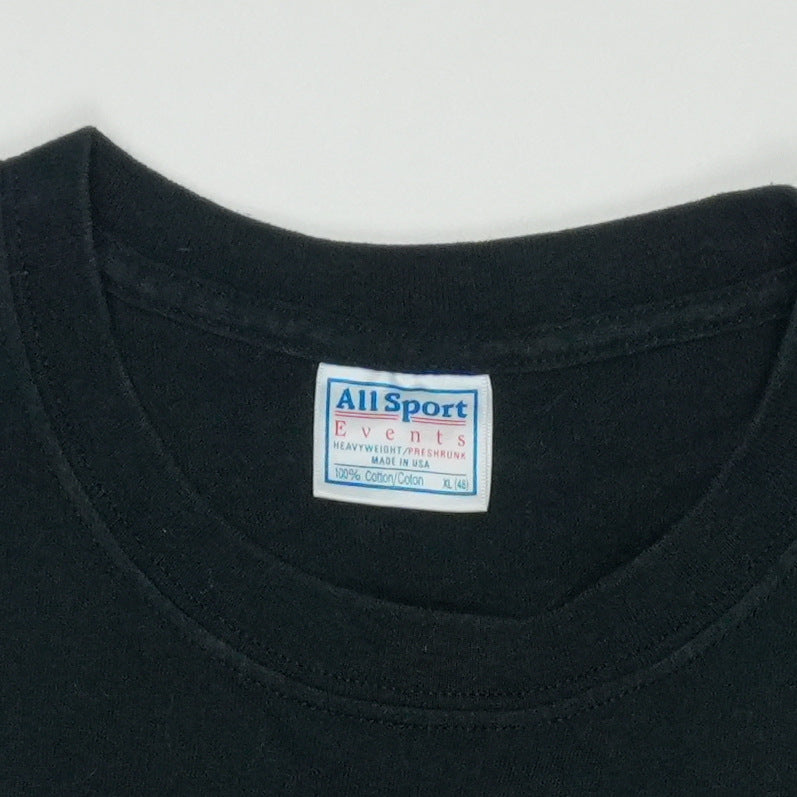 All Sport
Events
HEAVYWEIGHT/PRESHRUNK
MADE IN USA
100% Cotton/Coton XL (46)